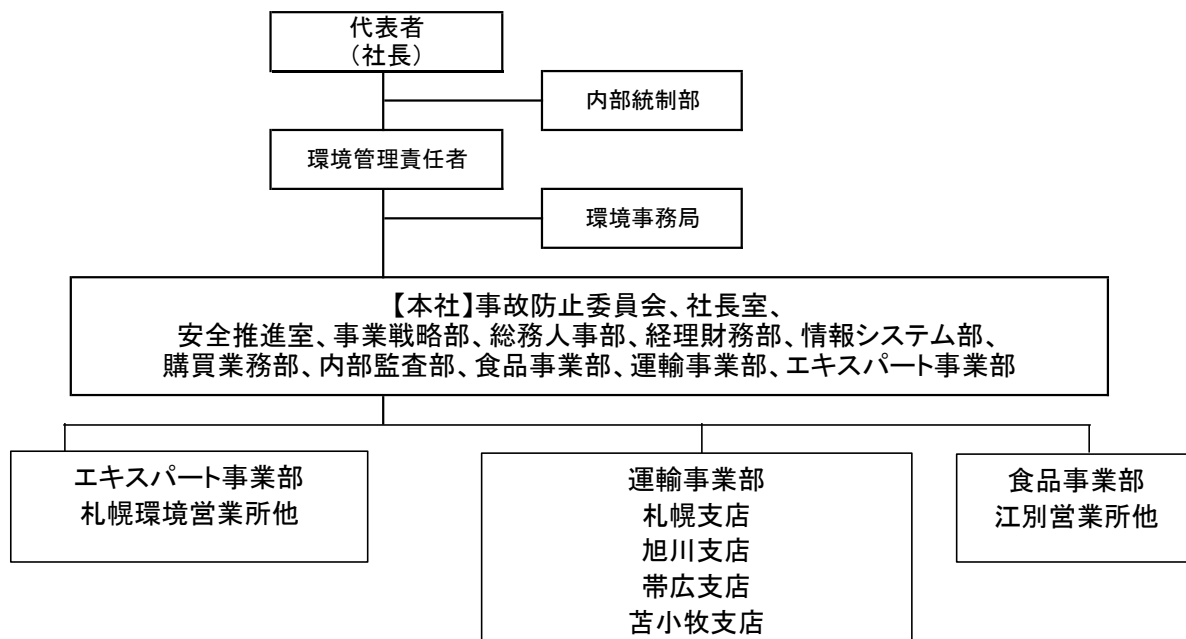 代表者
（社長）
内部統制部
環境管理責任者
環境事務局
【本社】事故防止委員会、社長室、
安全推進室、事業戦略部、総務人事部、経理財務部、情報システム部、
購買業務部、内部監査部、食品事業部、運輸事業部、エキスパート事業部
エキスパート事業部
札幌環境営業所他
運輸事業部
札幌支店
旭川支店
帯広支店
苫小牧支店
食品事業部
江別営業所他